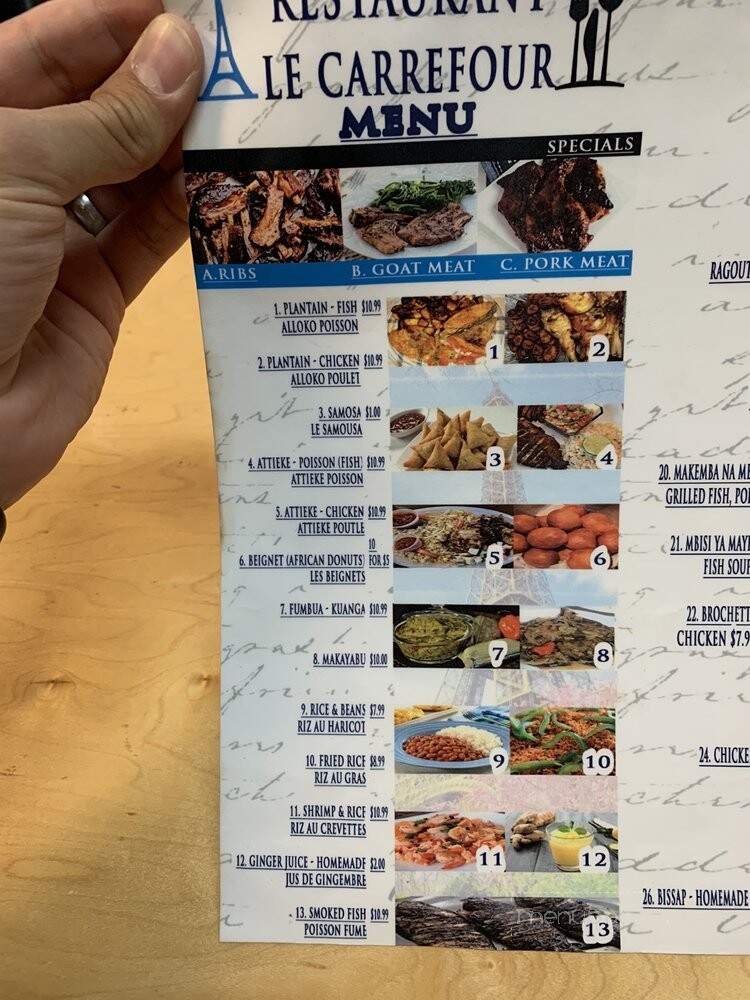 RESTAURANT
LE CARREFOUR
MENU
SPECIALS
A.RIBS
B. GOAT MEAT
C. PORK MEAT
1. PLANTAIN - FISH $10.99
ALLOKO POISSON
2. PLANTAIN - CHICKEN $10.99
ALLOKO POULET
3. SAMOSA $1.00
LE SAMOUSA
4. ATTIEKE - POISSON (FISH) $10.99
ATTIEKE POISSON
5. ATTIEKE - CHICKEN $10.99
ATTIEKE POUTLE
10
6. BEIGNET (AFRICAN DONUTS) FOR $5
LES BEIGNETS
7. FUMBUA - KUANGA $10.99
8. MAKAYABU $10.00
9. RICE & BEANS $7.99
RIZ AU HARICOT
10. FRIED RICE $8.99
RIZ AU GRAS
11. SHRIMP & RICE $10.99
RIZ AU CREVETTES
12. GINGER JUICE - HOMEMADE $2.00
JUS DE GINGEMBRE
13. SMOKED FISH $10.99
POISSON FUME
1
2
3
4
5
6
7
8
9
10
11
12
13
RAGOUT
20. MAKEMBA NA ME
GRILLED FISH, PO
21. MBISI YA MAY
FISH SOUP
22. BROCHETT
CHICKEN $7.9
24. CHICKE
26. BISSAP - HOMEMADE